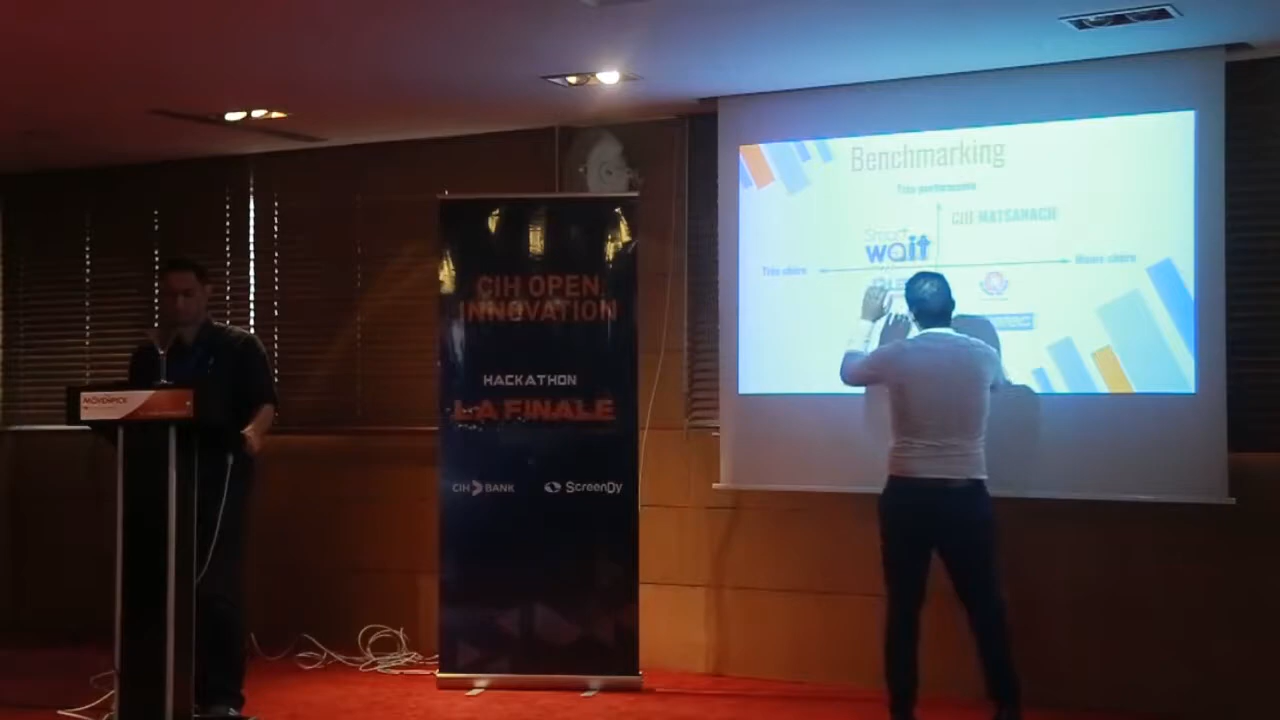 MÖVENPICK
CIH OPEN
INNOVATION
HACKATHON
LA FINALE
CIH BANK
ScreenDy
Benchmarking
Très performante
CIH MATSANACH
Smart
wait
Très chère
Moins chère